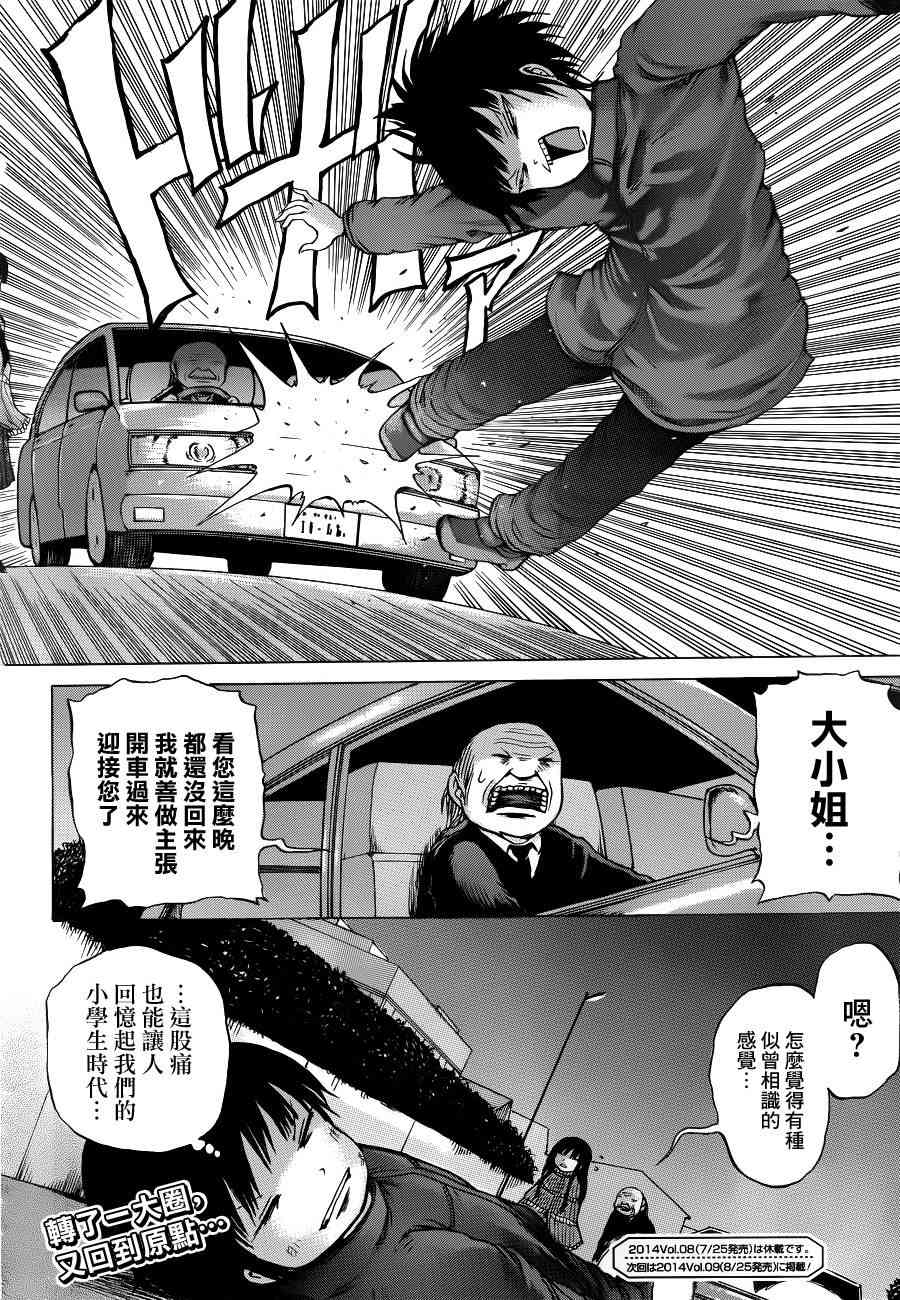 ドギャッ
大小姐…
看您這麼晚
都還沒回來
我就善做主張
開車過來
迎接您了
嗯?
怎麼覺得有種
似曾相識的
感覺…
…這股痛
也能讓人
回憶起我們的
小學生時代…
轉了一大圈,
又回到原點…
2014Vol.08(7/25発売)は休載です。
次回は2014Vol.09(8/25発売)に掲載!